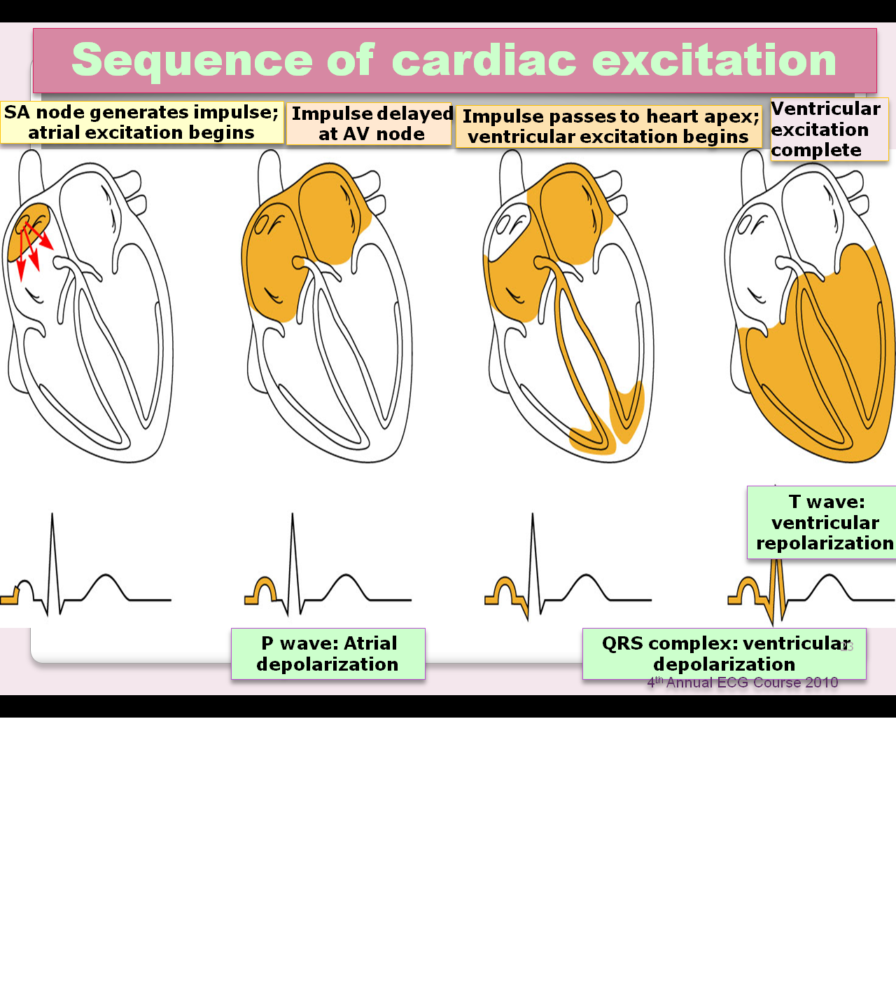 Sequence of cardiac excitation
SA node generates impulse;
atrial excitation begins
Impulse delayed
at AV node
Impulse passes to heart apex;
ventricular excitation begins
Ventricular
excitation
complete
T wave:
ventricular
repolarization
P wave: Atrial
depolarization
QRS complex: ventricular
depolarization
23
4th Annual ECG Course 2010